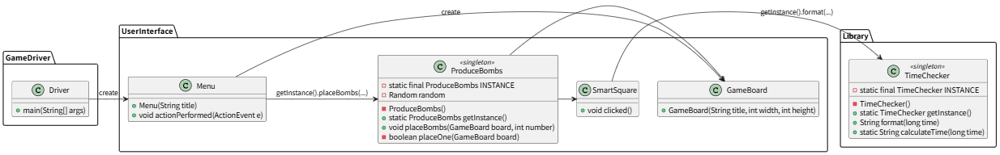 create
getInstance().format(...)
UserInterface
Library
GameDriver
C Driver
main(String[] args)
create
C Menu
Menu(String title)
void actionPerformed(ActionEvent e)
getInstance().placeBombs(...)
C «singleton»
ProduceBombs
static final ProduceBombs INSTANCE
Random random
ProduceBombs()
static ProduceBombs getInstance()
void placeBombs(GameBoard board, int number)
boolean placeOne(GameBoard board)
C SmartSquare
void clicked()
C GameBoard
GameBoard(String title, int width, int height)
C «singleton»
TimeChecker
static final TimeChecker INSTANCE
TimeChecker()
static TimeChecker getInstance()
String format(long time)
static String calculateTime(long time)